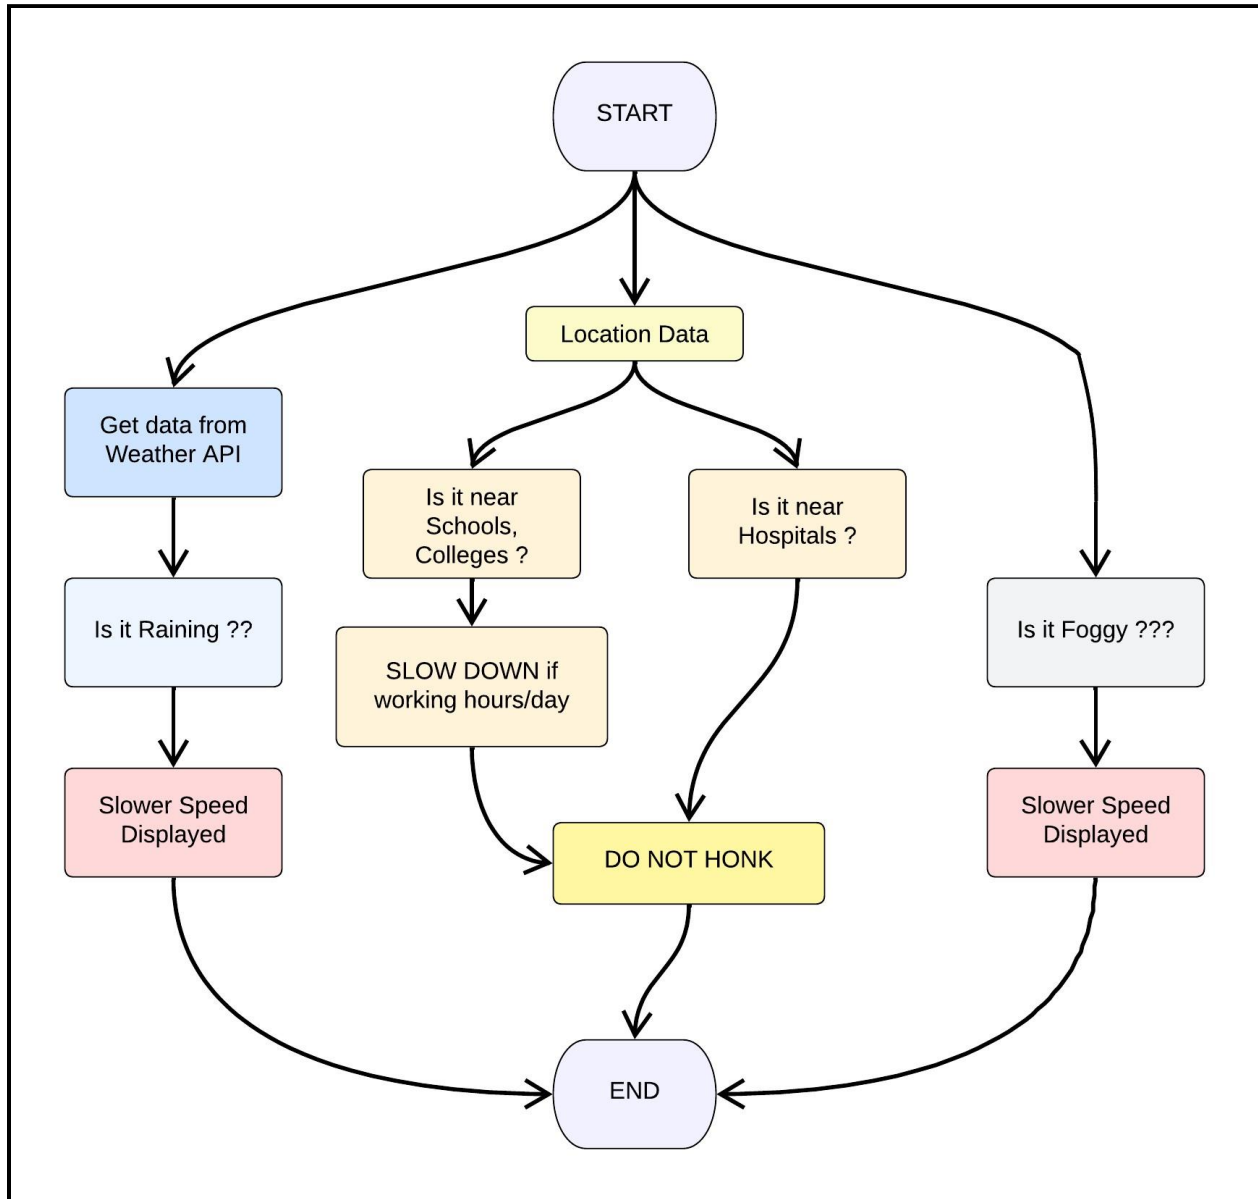 START
Location Data
Get data from
Weather API
Is it near
Schools,
Colleges ?
Is it near
Hospitals ?
Is it Raining ??
SLOW DOWN if
working hours/day
Is it Foggy ???
Slower Speed
Displayed
DO NOT HONK
Slower Speed
Displayed
END